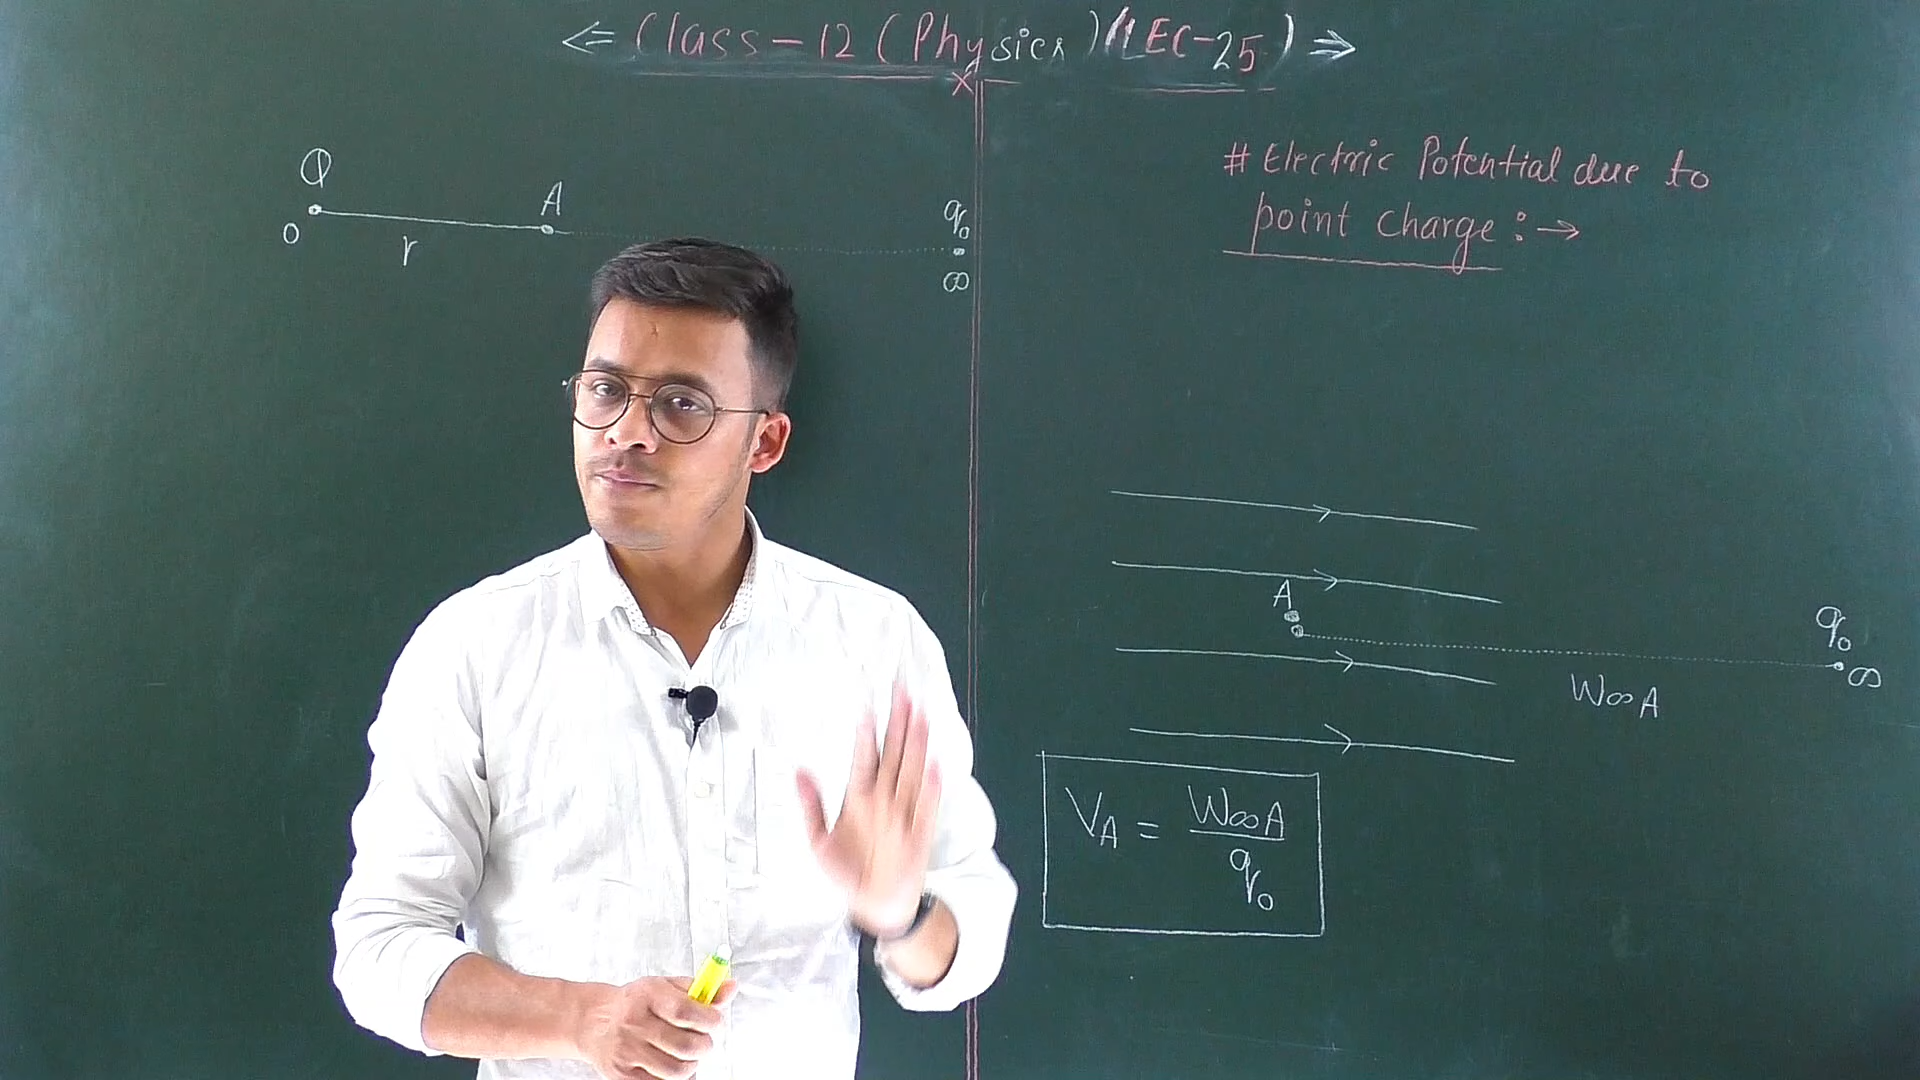 ⇐ Class-12 (Physics) (LEC-25) ⇒
Q
A
q₀
O
r
∞
# Electric Potential due to
point charge :→
A
q₀
∞
W∞A
V_A = W∞A / q₀